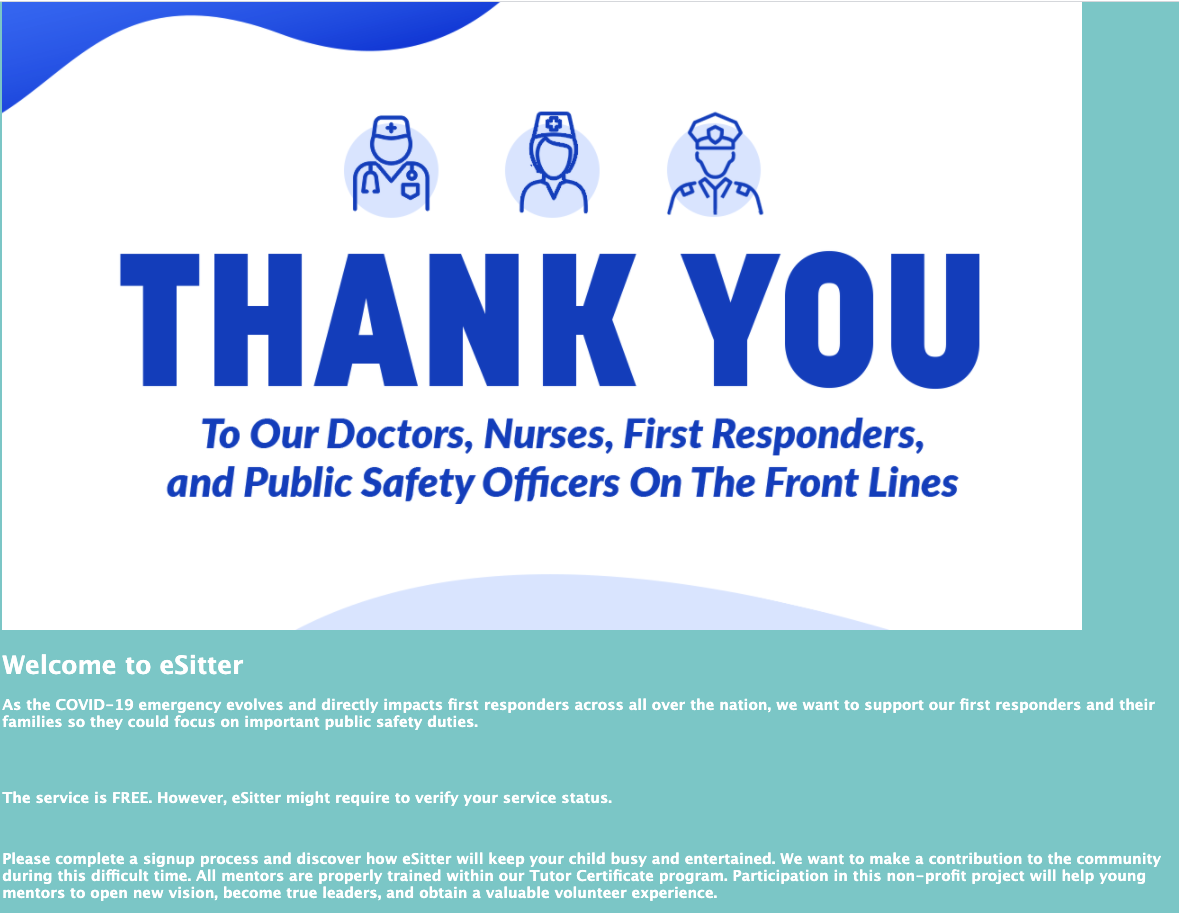 THANK YOU
To Our Doctors, Nurses, First Responders,
and Public Safety Officers On The Front Lines
Welcome to eSitter
As the COVID-19 emergency evolves and directly impacts first responders across all over the nation, we want to support our first responders and their
families so they could focus on important public safety duties.
The service is FREE. However, eSitter might require to verify your service status.
Please complete a signup process and discover how eSitter will keep your child busy and entertained. We want to make a contribution to the community
during this difficult time. All mentors are properly trained within our Tutor Certificate program. Participation in this non-profit project will help young
mentors to open new vision, become true leaders, and obtain a valuable volunteer experience.